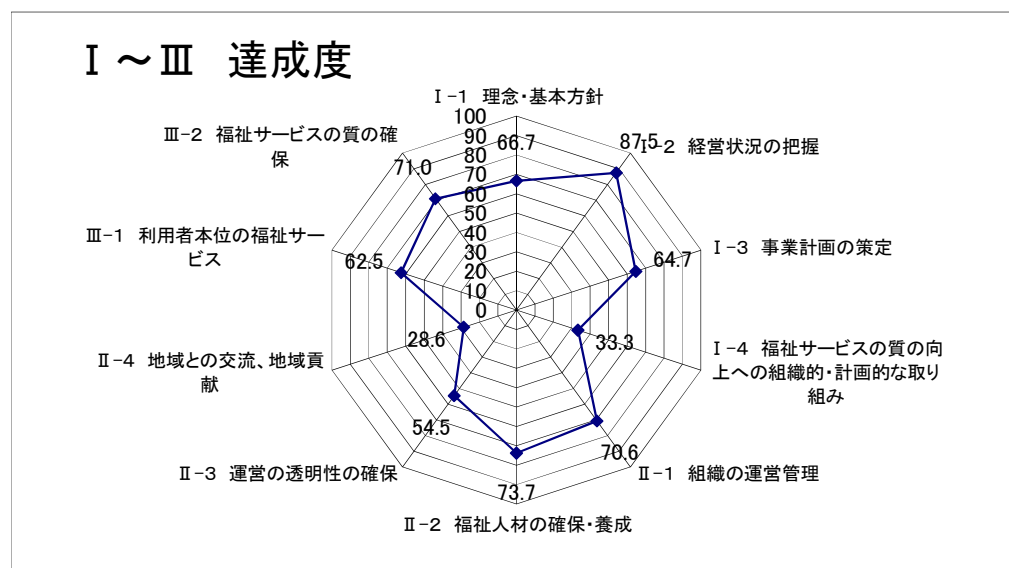 Ⅰ～Ⅲ　達成度
Ⅰ-1　理念・基本方針
Ⅰ-2　経営状況の把握
Ⅰ-3　事業計画の策定
Ⅰ-4　福祉サービスの質の向
上への組織的・計画的な取り
組み
Ⅱ-1　組織の運営管理
Ⅱ-2　福祉人材の確保・養成
Ⅱ-3　運営の透明性の確保
Ⅱ-4　地域との交流、地域貢
献
Ⅲ-1　利用者本位の福祉サー
ビス
Ⅲ-2　福祉サービスの質の確
保
100
90
80
70
60
50
40
30
20
10
0
66.7
87.5
64.7
33.3
70.6
73.7
54.5
28.6
62.5
71.0